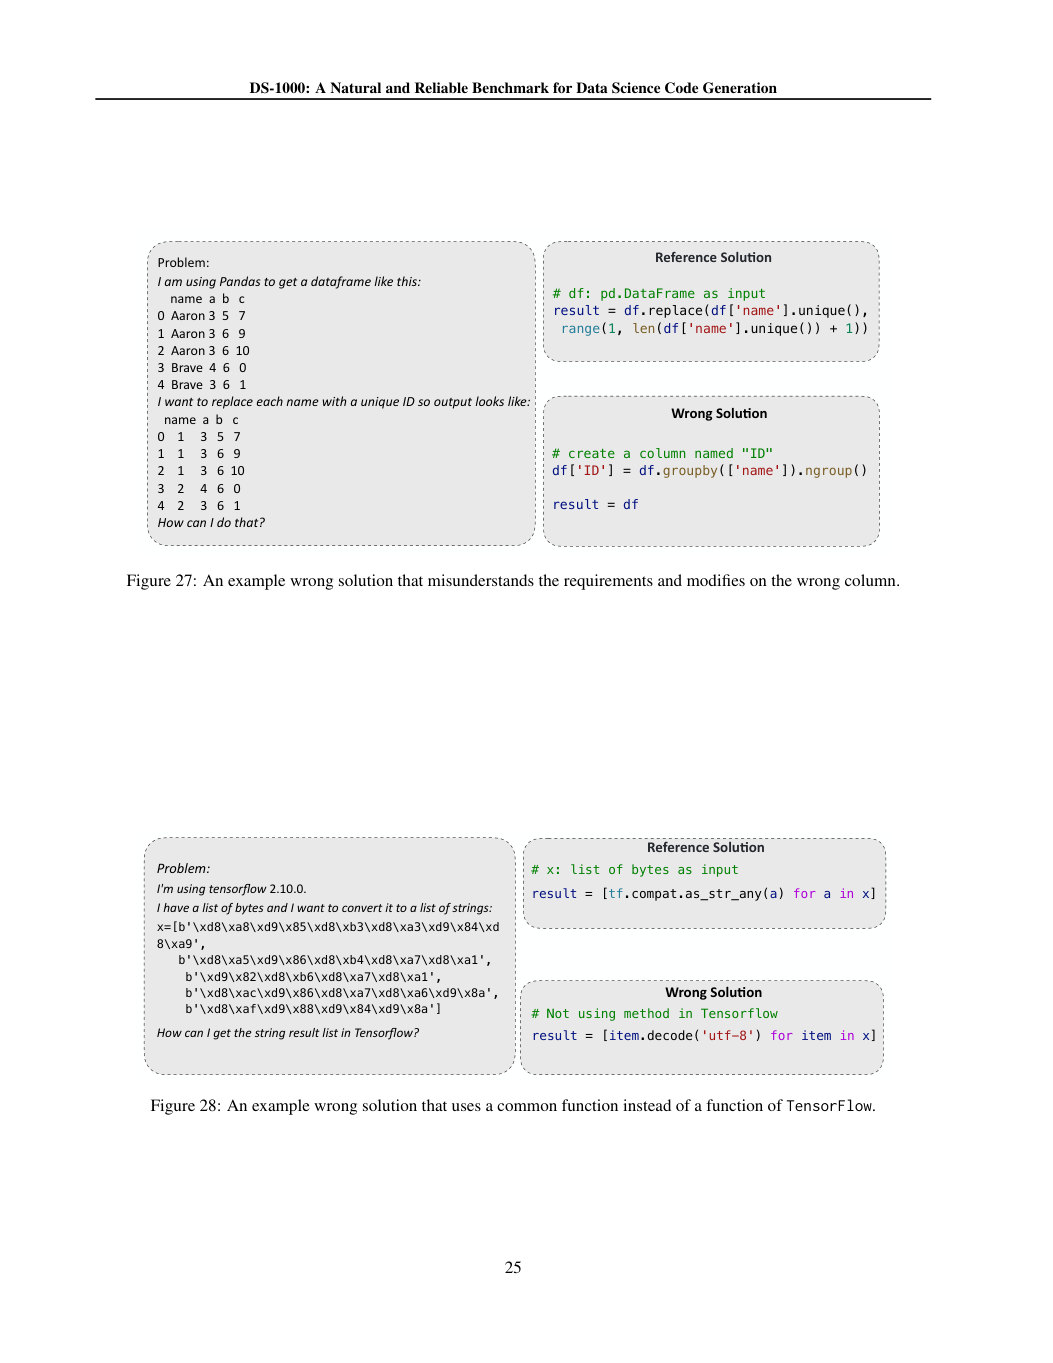 DS-1000: A Natural and Reliable Benchmark for Data Science Code Generation
Problem:
I am using Pandas to get a dataframe like this:
name a b c
0 Aaron 3 5 7
1 Aaron 3 6 9
2 Aaron 3 6 10
3 Brave 4 6 0
4 Brave 3 6 1
I want to replace each name with a unique ID so output looks like:
name a b c
0 1 3 5 7
1 1 3 6 9
2 1 3 6 10
3 2 4 6 0
4 2 3 6 1
How can I do that?
Reference Solution
# df: pd.DataFrame as input
result = df.replace(df['name'].unique(),
range(1, len(df['name'].unique()) + 1))
Wrong Solution
# create a column named "ID"
df['ID'] = df.groupby(['name']).ngroup()
result = df
Figure 27: An example wrong solution that misunderstands the requirements and modifies on the wrong column.
Problem:
I'm using tensorflow 2.10.0.
I have a list of bytes and I want to convert it to a list of strings:
x=[b'\xd8\xa8\xd9\x85\xd8\xb3\xd8\xa3\xd9\x84\xd
8\xa9',
b'\xd8\xa5\xd9\x86\xd8\xb4\xd8\xa7\xd8\xa1',
b'\xd9\x82\xd8\xb6\xd8\xa7\xd8\xa1',
b'\xd8\xac\xd9\x86\xd8\xa7\xd8\xa6\xd9\x8a',
b'\xd8\xaf\xd9\x88\xd9\x84\xd9\x8a']
How can I get the string result list in Tensorflow?
Reference Solution
# x: list of bytes as input
result = [tf.compat.as_str_any(a) for a in x]
Wrong Solution
# Not using method in Tensorflow
result = [item.decode('utf-8') for item in x]
Figure 28: An example wrong solution that uses a common function instead of a function of TensorFlow.
25